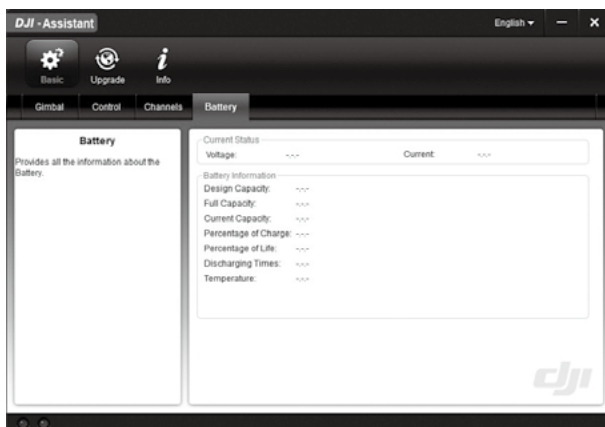 DJI - Assistant English
Basic Upgrade Info
Gimbal Control Channels Battery
Battery
Provides all the information about the
Battery.
Current Status
Voltage: -.-.- Current: -.-.-
Battery Information
Design Capacity: -.-.-
Full Capacity: -.-.-
Current Capacity: -.-.-
Percentage of Charge: -.-.-
Percentage of Life: -.-.-
Discharging Times: -.-.-
Temperature: -.-.-
dji